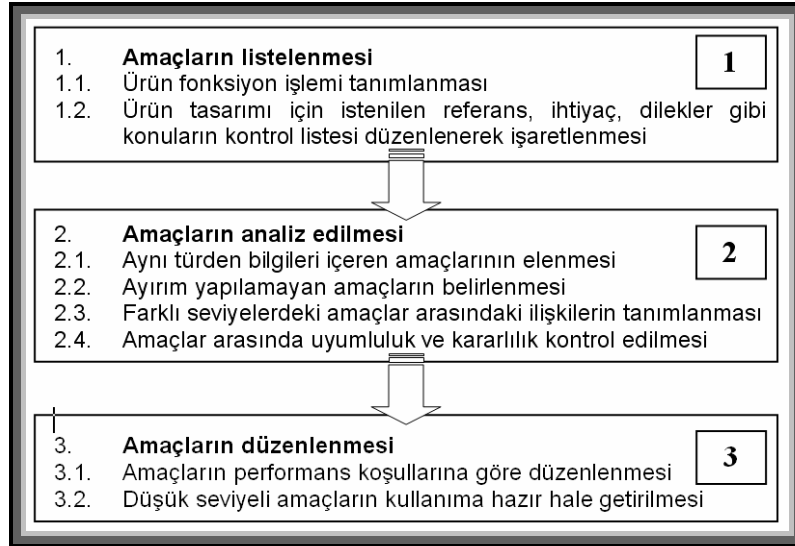 1. Amaçların listelenmesi
1
1.1. Ürün fonksiyon işlemi tanımlanması
1.2. Ürün tasarımı için istenilen referans, ihtiyaç, dilekler gibi
konuların kontrol listesi düzenlenerek işaretlenmesi
2. Amaçların analiz edilmesi
2
2.1. Aynı türden bilgileri içeren amaçlarının elenmesi
2.2. Ayırım yapılamayan amaçların belirlenmesi
2.3. Farklı seviyelerdeki amaçlar arasındaki ilişkilerin tanımlanması
2.4. Amaçlar arasında uyumluluk ve kararlılık kontrol edilmesi
3. Amaçların düzenlenmesi
3
3.1. Amaçların performans koşullarına göre düzenlenmesi
3.2. Düşük seviyeli amaçların kullanıma hazır hale getirilmesi